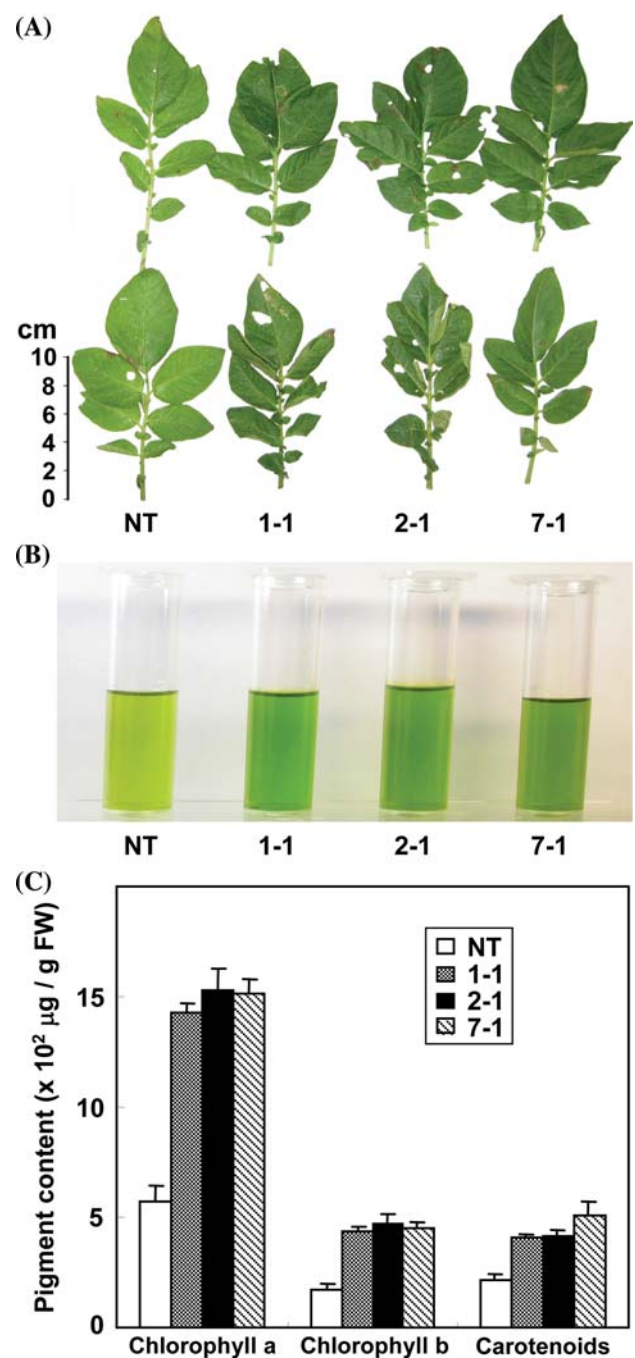 (A)
cm
10
8
6
4
2
0
NT 1-1 2-1 7-1
(B)
NT 1-1 2-1 7-1
(C)
Pigment content (x 10² µg / g FW)
15
10
5
0
NT
1-1
2-1
7-1
Chlorophyll a Chlorophyll b Carotenoids